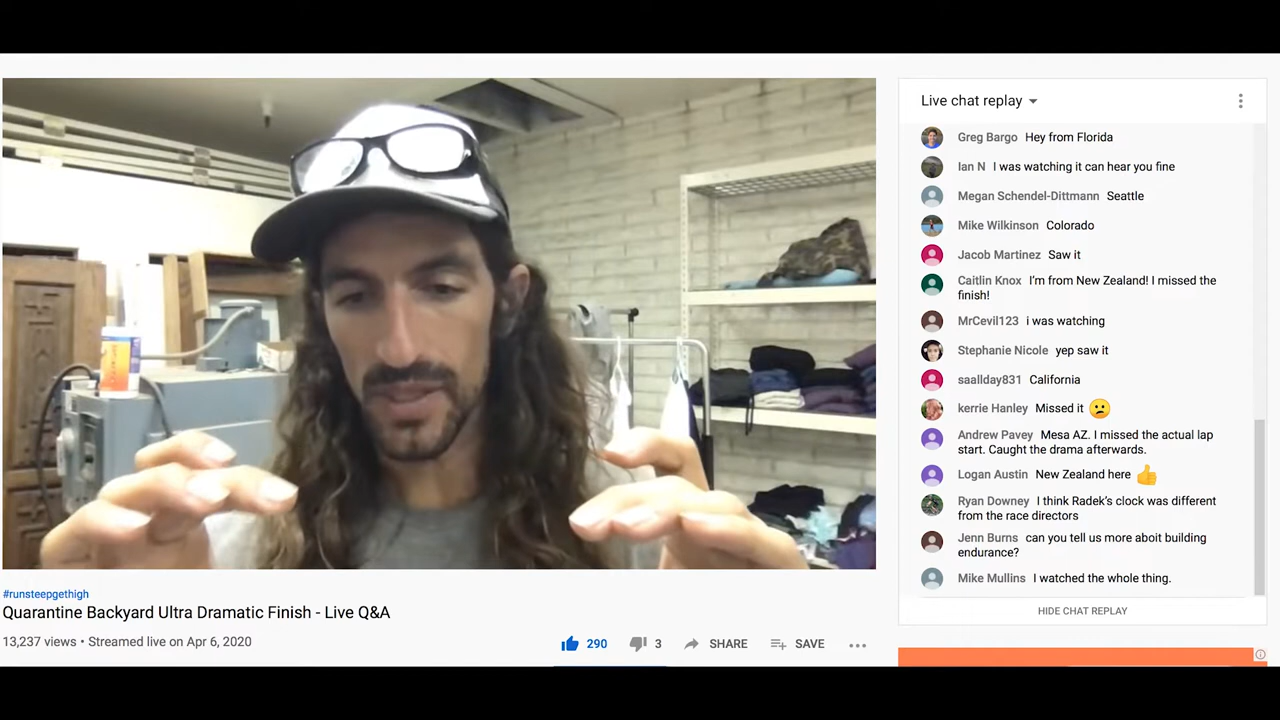 Live chat replay
Greg Bargo Hey from Florida
Ian N I was watching it can hear you fine
Megan Schendel-Dittmann Seattle
Mike Wilkinson Colorado
Jacob Martinez Saw it
Caitlin Knox I'm from New Zealand! I missed the
finish!
MrCevil123 i was watching
Stephanie Nicole yep saw it
saallday831 California
kerrie Hanley Missed it 😕
Andrew Pavey Mesa AZ. I missed the actual lap
start. Caught the drama afterwards.
Logan Austin New Zealand here 👍
Ryan Downey I think Radek's clock was different
from the race directors
Jenn Burns can you tell us more aboit building
endurance?
Mike Mullins I watched the whole thing.
HIDE CHAT REPLAY
#runsteepgethigh
Quarantine Backyard Ultra Dramatic Finish - Live Q&A
13,237 views • Streamed live on Apr 6, 2020
290
3
SHARE
SAVE